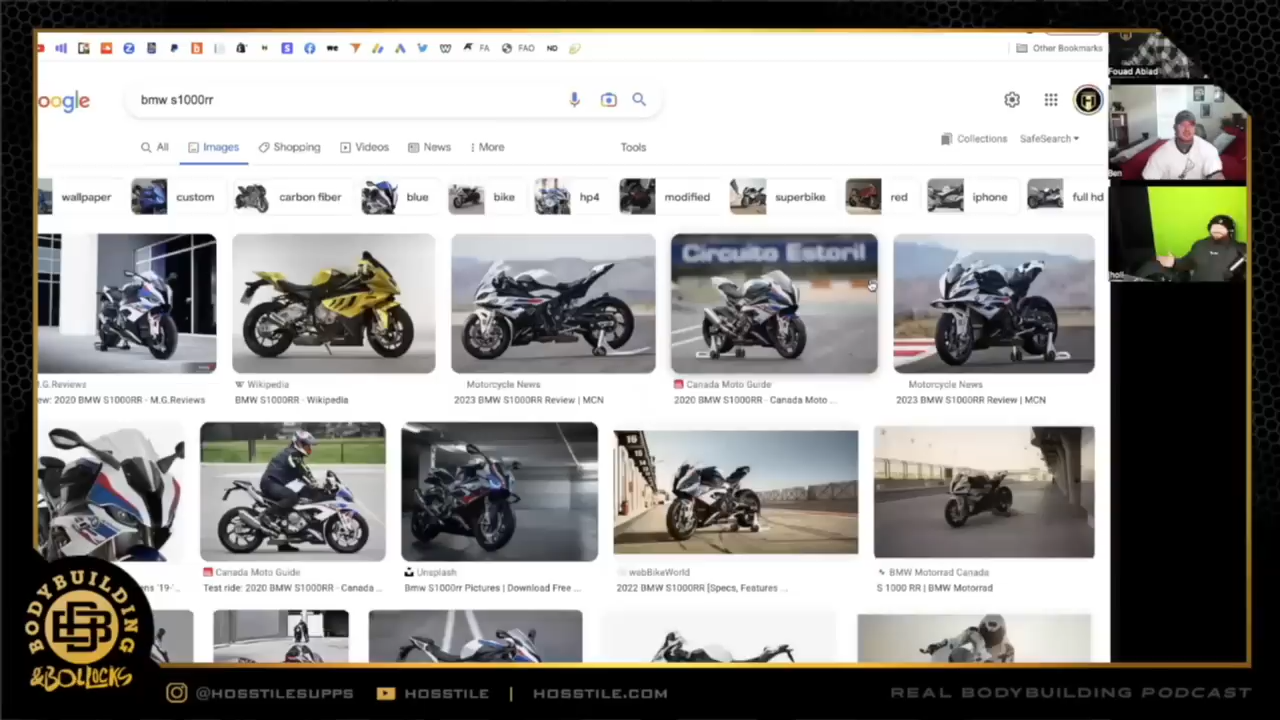 FA
FAO
ND
Other Bookmarks
oogle
bmw s1000rr
Collections
SafeSearch
All
Images
Shopping
Videos
News
More
Tools
wallpaper
custom
carbon fiber
blue
bike
hp4
modified
superbike
red
iphone
full hd
Circuito Estoril
M.G.Reviews
Wikipedia
Motorcycle News
Canada Moto Guide
Motorcycle News
ew: 2020 BMW S1000RR - M.G.Reviews
BMW S1000RR - Wikipedia
2023 BMW S1000RR Review | MCN
2020 BMW S1000RR - Canada Moto ...
2023 BMW S1000RR Review | MCN
Canada Moto Guide
Unsplash
webBikeWorld
BMW Motorrad Canada
Test ride: 2020 BMW S1000RR - Canada ...
Bmw S1000rr Pictures | Download Free ...
2022 BMW S1000RR [Specs, Features ...
S 1000 RR | BMW Motorrad
Fouad Abiad
Ben
BODYBUILDING
& BOLLOCKS
@HOSSTILESUPPS
HOSSTILE | HOSSTILE.COM
REAL BODYBUILDING PODCAST